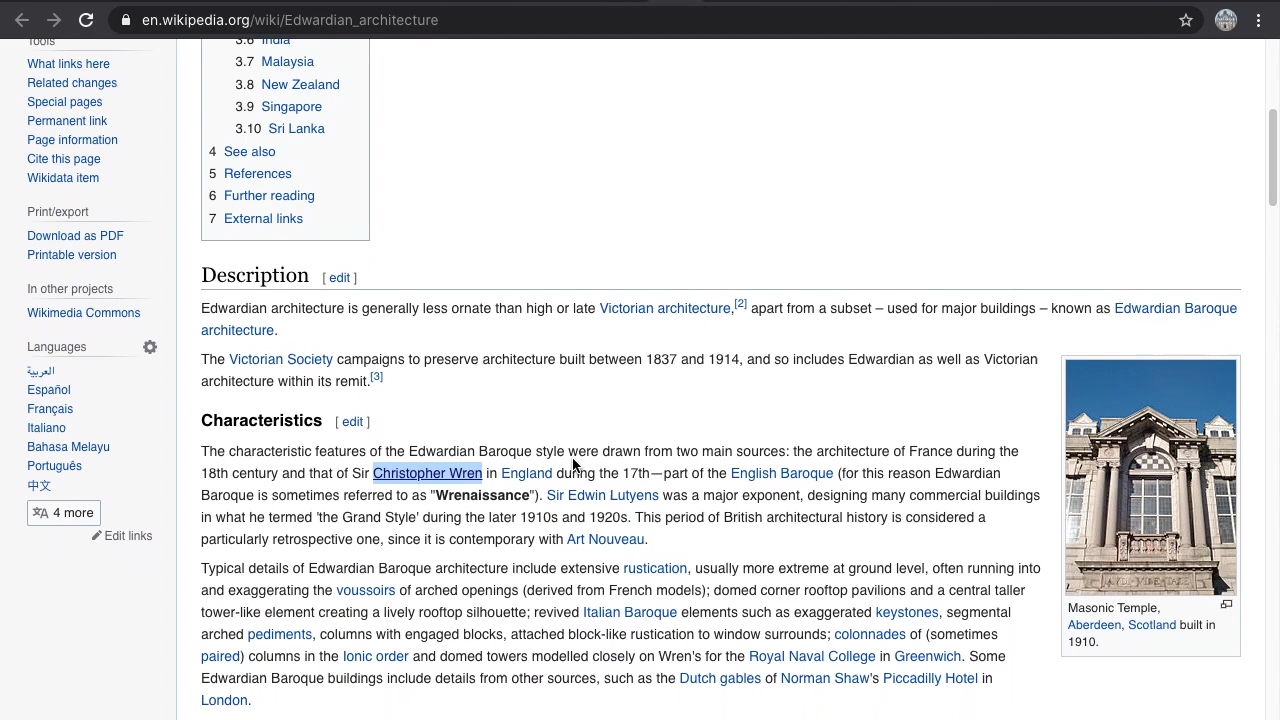 en.wikipedia.org/wiki/Edwardian_architecture
Tools
What links here
Related changes
Special pages
Permanent link
Page information
Cite this page
Wikidata item
Print/export
Download as PDF
Printable version
In other projects
Wikimedia Commons
Languages
العربية
Español
Français
Italiano
Bahasa Melayu
Português
中文
4 more
Edit links
3.6 India
3.7 Malaysia
3.8 New Zealand
3.9 Singapore
3.10 Sri Lanka
4 See also
5 References
6 Further reading
7 External links
Description [ edit ]
Edwardian architecture is generally less ornate than high or late Victorian architecture,[2] apart from a subset – used for major buildings – known as Edwardian Baroque
architecture.
The Victorian Society campaigns to preserve architecture built between 1837 and 1914, and so includes Edwardian as well as Victorian
architecture within its remit.[3]
Characteristics [ edit ]
The characteristic features of the Edwardian Baroque style were drawn from two main sources: the architecture of France during the
18th century and that of Sir Christopher Wren in England during the 17th—part of the English Baroque (for this reason Edwardian
Baroque is sometimes referred to as "Wrenaissance"). Sir Edwin Lutyens was a major exponent, designing many commercial buildings
in what he termed 'the Grand Style' during the later 1910s and 1920s. This period of British architectural history is considered a
particularly retrospective one, since it is contemporary with Art Nouveau.
Typical details of Edwardian Baroque architecture include extensive rustication, usually more extreme at ground level, often running into
and exaggerating the voussoirs of arched openings (derived from French models); domed corner rooftop pavilions and a central taller
tower-like element creating a lively rooftop silhouette; revived Italian Baroque elements such as exaggerated keystones, segmental
arched pediments, columns with engaged blocks, attached block-like rustication to window surrounds; colonnades of (sometimes
paired) columns in the Ionic order and domed towers modelled closely on Wren's for the Royal Naval College in Greenwich. Some
Edwardian Baroque buildings include details from other sources, such as the Dutch gables of Norman Shaw's Piccadilly Hotel in
London.
Masonic Temple,
Aberdeen, Scotland built in
1910.